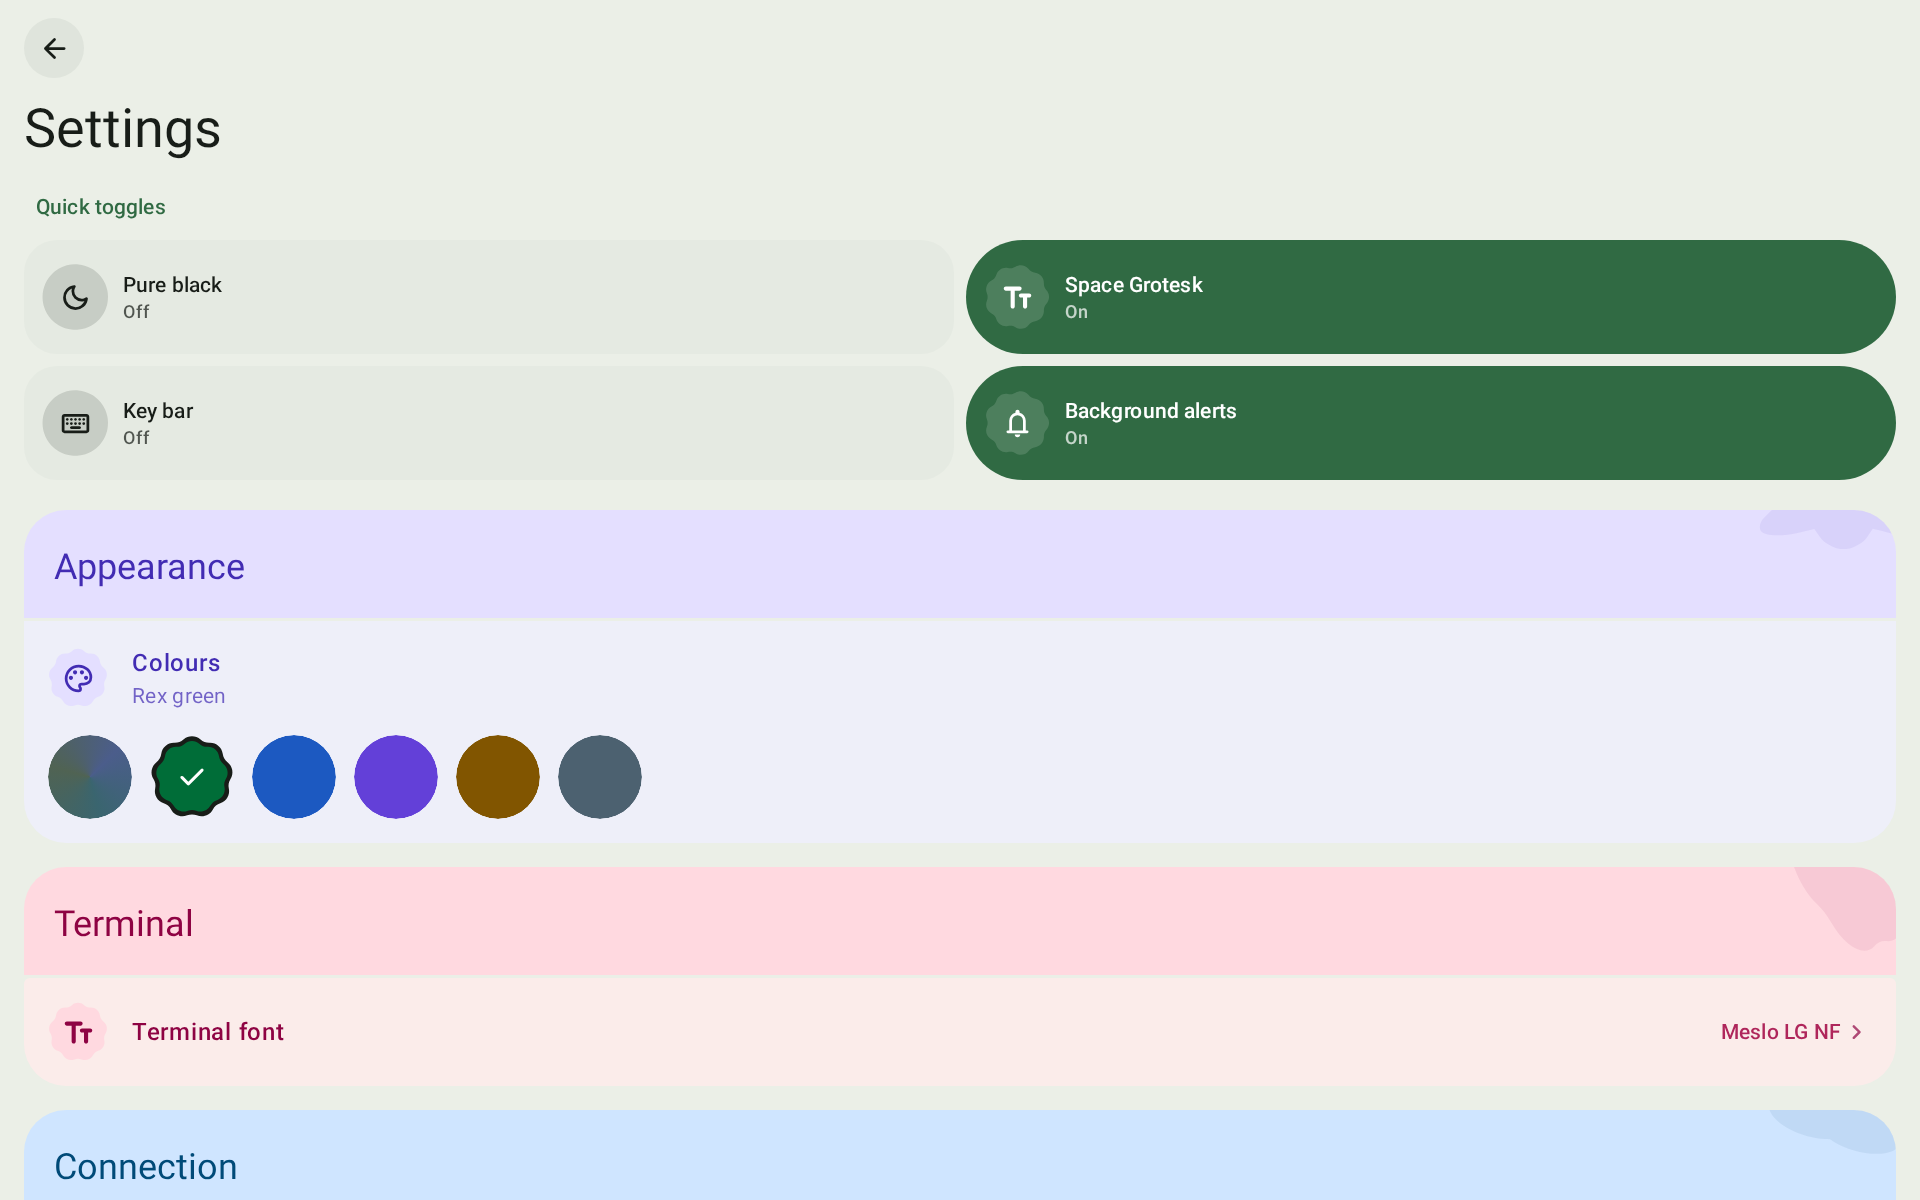 Settings
Quick toggles
Pure black
Off
Space Grotesk
On
Key bar
Off
Background alerts
On
Appearance
Colours
Rex green
Terminal
Terminal font
Meslo LG NF
Connection